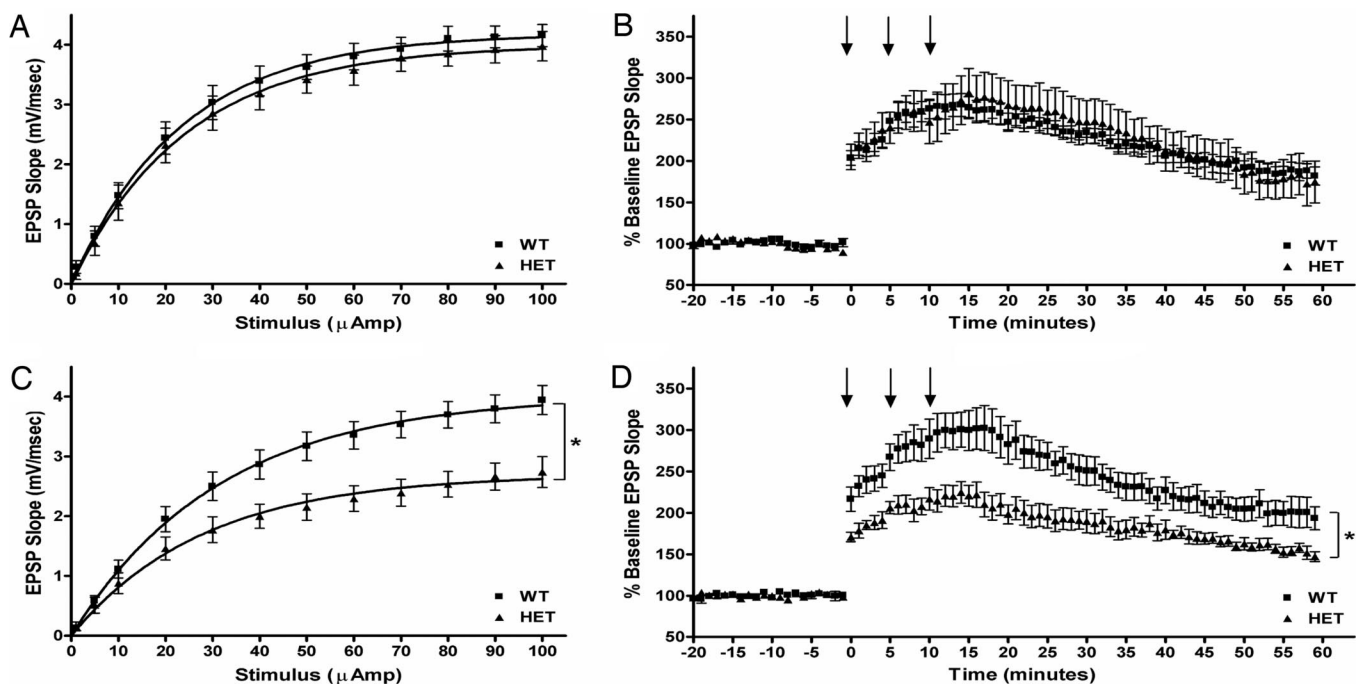 A
EPSP Slope (mV/msec)
4
3
2
1
0
0 10 20 30 40 50 60 70 80 90 100
Stimulus (μ Amp)
WT
HET
B
% Baseline EPSP Slope
350
300
250
200
150
100
50
-20 -15 -10 -5 0 5 10 15 20 25 30 35 40 45 50 55 60
Time (minutes)
WT
HET
C
EPSP Slope (mV/msec)
4
3
2
1
0
0 10 20 30 40 50 60 70 80 90 100
Stimulus (μ Amp)
WT
HET
*
D
% Baseline EPSP Slope
350
300
250
200
150
100
50
-20 -15 -10 -5 0 5 10 15 20 25 30 35 40 45 50 55 60
Time (minutes)
WT
HET
*